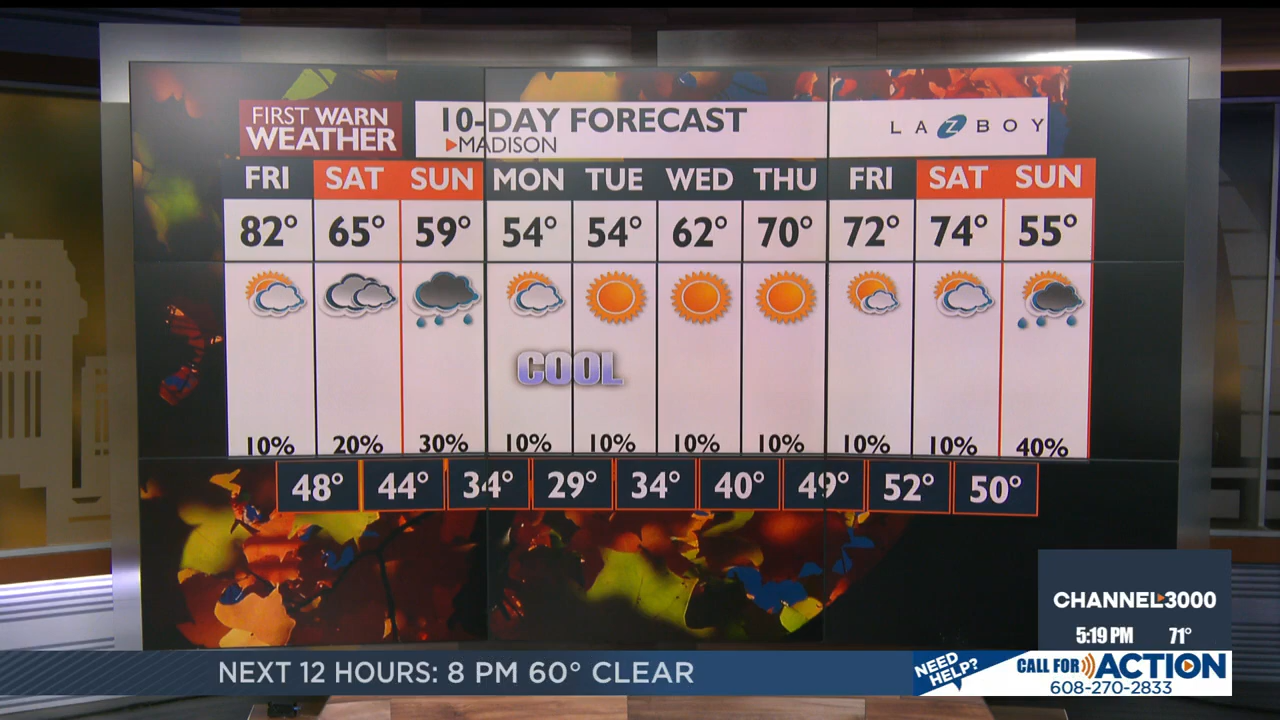 FIRST WARN
WEATHER
10-DAY FORECAST
MADISON
LA Z BOY
FRI SAT SUN MON TUE WED THU FRI SAT SUN
82° 65° 59° 54° 54° 62° 70° 72° 74° 55°
COOL
10% 20% 30% 10% 10% 10% 10% 10% 10% 40%
48° 44° 34° 29° 34° 40° 49° 52° 50°
CHANNEL3000
5:19 PM 71°
NEXT 12 HOURS: 8 PM 60° CLEAR
NEED HELP?
CALL FOR ACTION
608-270-2833